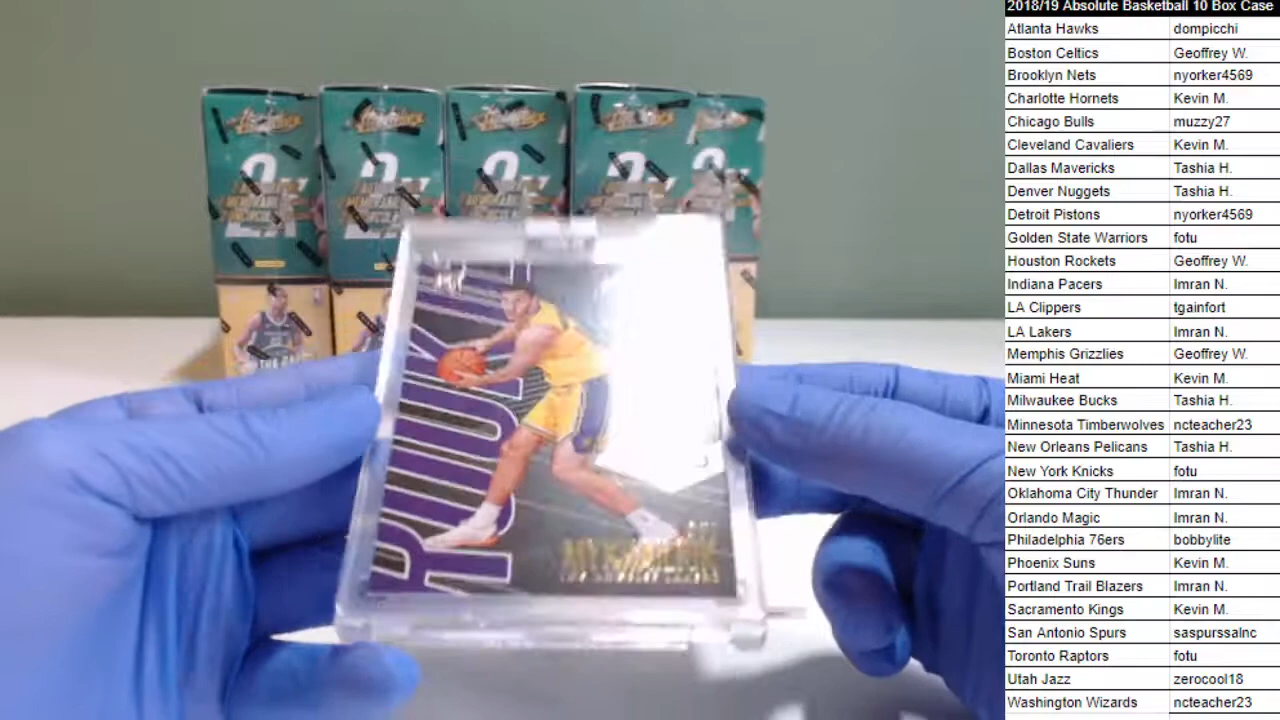 2018/19 Absolute Basketball 10 Box Case
Atlanta Hawks dompicchi
Boston Celtics Geoffrey W.
Brooklyn Nets nyorker4569
Charlotte Hornets Kevin M.
Chicago Bulls muzzy27
Cleveland Cavaliers Kevin M.
Dallas Mavericks Tashia H.
Denver Nuggets Tashia H.
Detroit Pistons nyorker4569
Golden State Warriors fotu
Houston Rockets Geoffrey W.
Indiana Pacers Imran N.
LA Clippers tgainfort
LA Lakers Imran N.
Memphis Grizzlies Geoffrey W.
Miami Heat Kevin M.
Milwaukee Bucks Tashia H.
Minnesota Timberwolves ncteacher23
New Orleans Pelicans Tashia H.
New York Knicks fotu
Oklahoma City Thunder Imran N.
Orlando Magic Imran N.
Philadelphia 76ers bobbylite
Phoenix Suns Kevin M.
Portland Trail Blazers Imran N.
Sacramento Kings Kevin M.
San Antonio Spurs saspurssalnc
Toronto Raptors fotu
Utah Jazz zerocool18
Washington Wizards ncteacher23